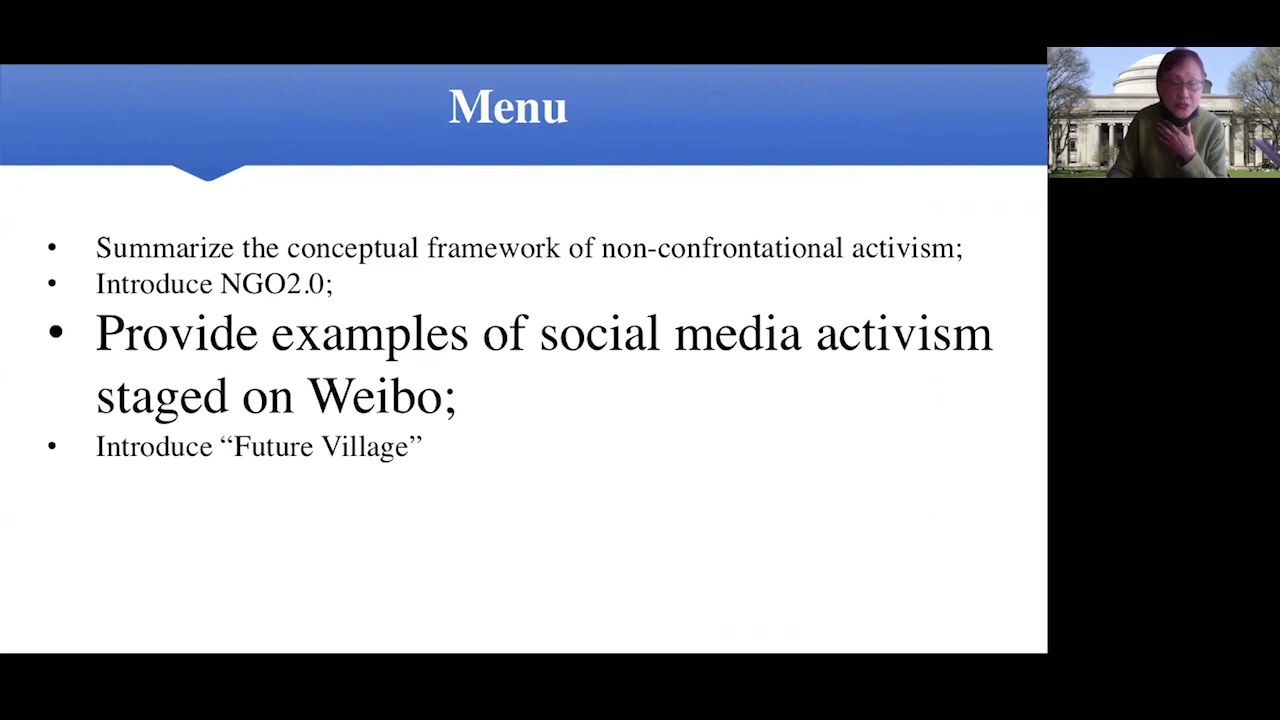 Menu
• Summarize the conceptual framework of non-confrontational activism;
• Introduce NGO2.0;
• Provide examples of social media activism
staged on Weibo;
• Introduce “Future Village”